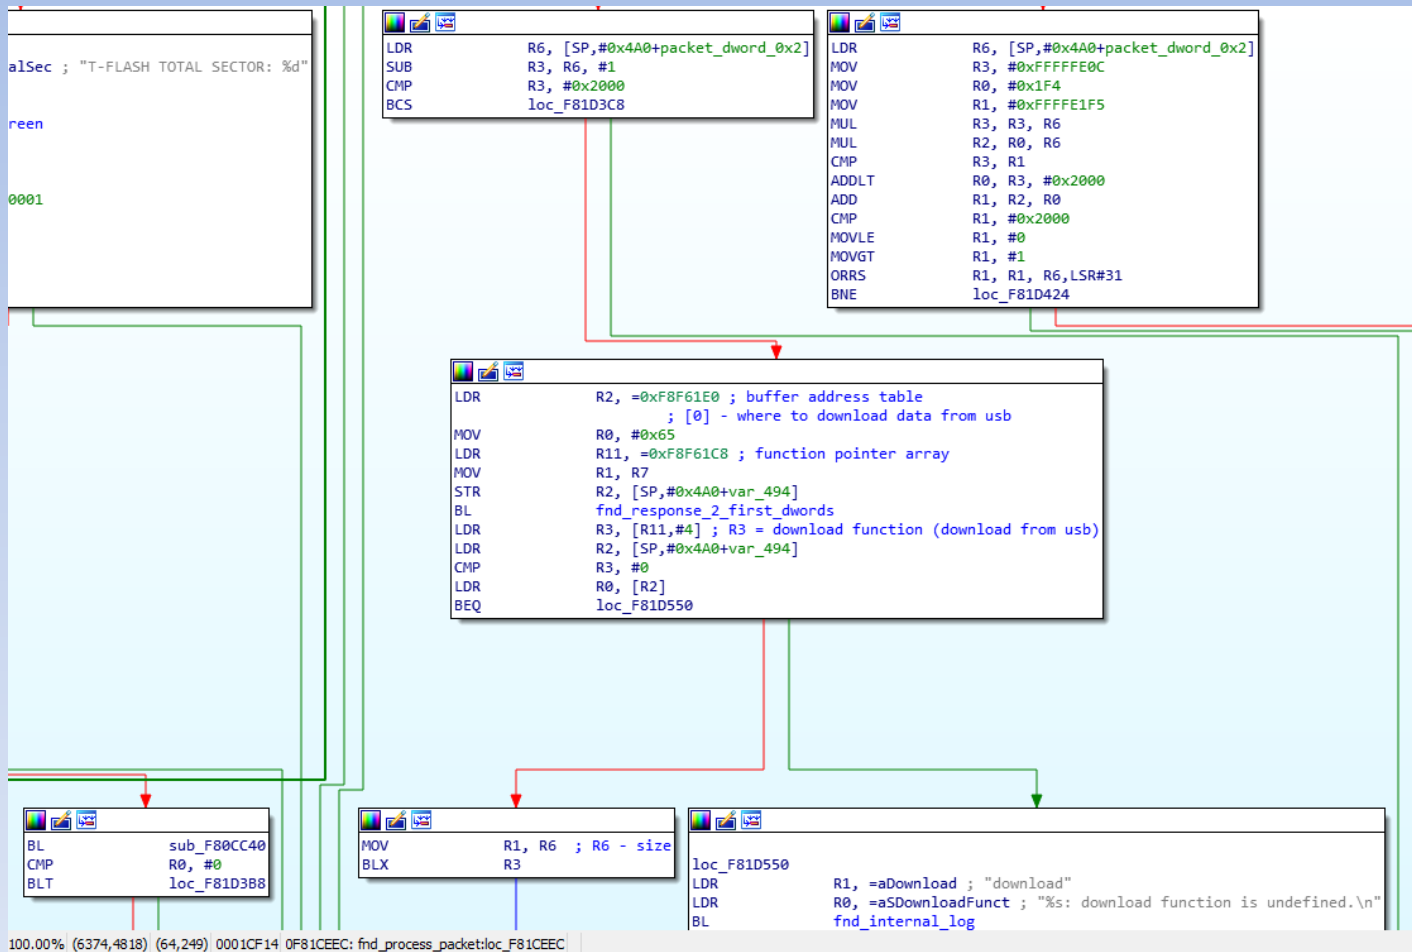 alSec ; "T-FLASH TOTAL SECTOR: %d"
reen
0001
LDR R6, [SP,#0x4A0+packet_dword_0x2]
SUB R3, R6, #1
CMP R3, #0x2000
BCS loc_F81D3C8
LDR R6, [SP,#0x4A0+packet_dword_0x2]
MOV R3, #0xFFFFFE0C
MOV R0, #0x1F4
MOV R1, #0xFFFFE1F5
MUL R3, R3, R6
MUL R2, R0, R6
CMP R3, R1
ADDLT R0, R3, #0x2000
ADD R1, R2, R0
CMP R1, #0x2000
MOVLE R1, #0
MOVGT R1, #1
ORRS R1, R1, R6,LSR#31
BNE loc_F81D424
LDR R2, =0xF8F61E0 ; buffer address table
; [0] - where to download data from usb
MOV R0, #0x65
LDR R11, =0xF8F61C8 ; function pointer array
MOV R1, R7
STR R2, [SP,#0x4A0+var_494]
BL fnd_response_2_first_dwords
LDR R3, [R11,#4] ; R3 = download function (download from usb)
LDR R2, [SP,#0x4A0+var_494]
CMP R3, #0
LDR R0, [R2]
BEQ loc_F81D550
BL sub_F80CC40
CMP R0, #0
BLT loc_F81D3B8
MOV R1, R6 ; R6 - size
BLX R3
loc_F81D550
LDR R1, =aDownload ; "download"
LDR R0, =aSDownloadFunct ; "%s: download function is undefined.\n"
BL fnd_internal_log
100.00% (6374,4818) (64,249) 0001CF14 0F81CEEC: fnd_process_packet:loc_F81CEEC